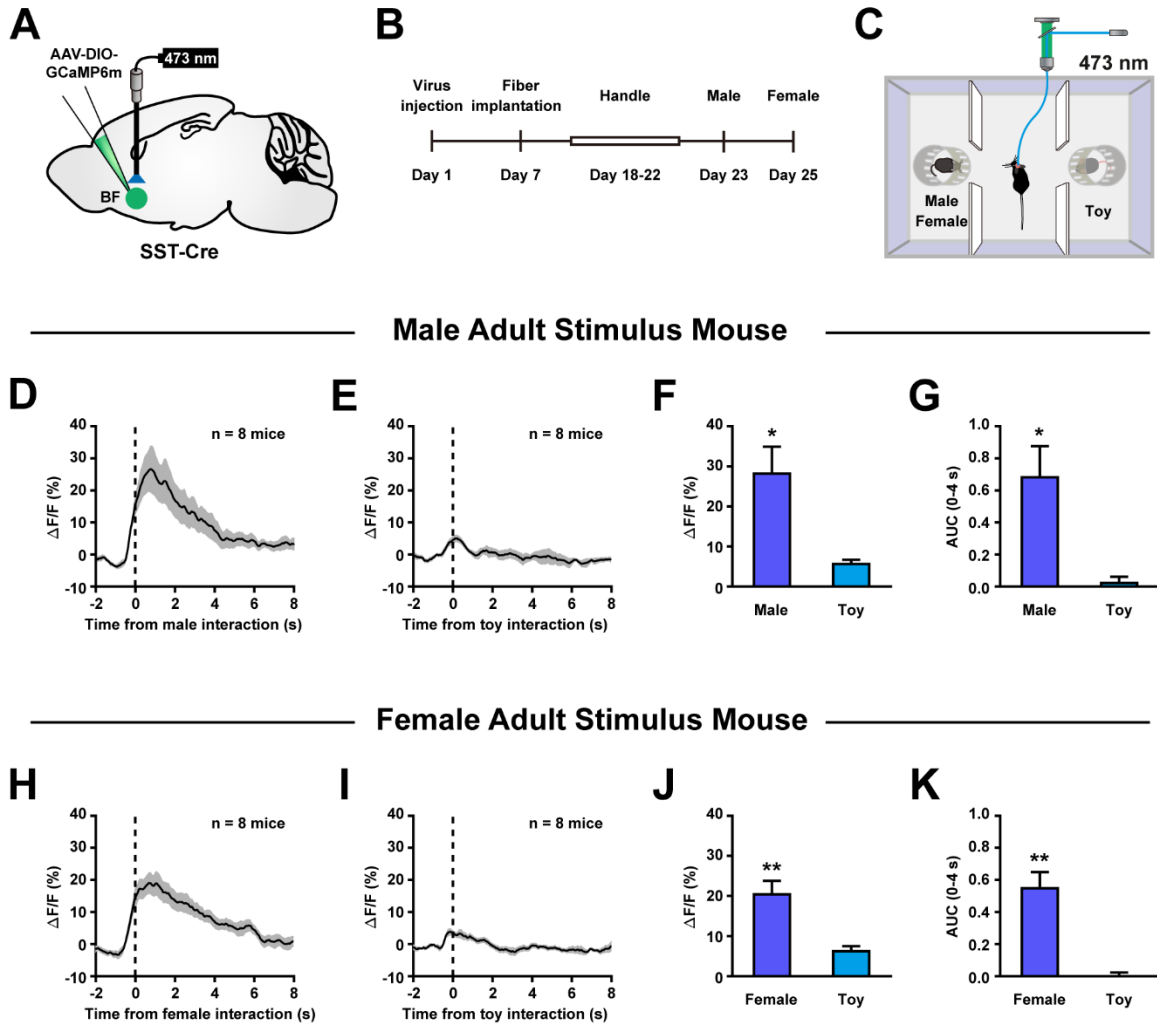 A
AAV-DIO-
GCaMP6m
473 nm
BF
SST-Cre
B
Virus
injection
Fiber
implantation
Handle
Male
Female
Day 1
Day 7
Day 18-22
Day 23
Day 25
C
473 nm
Male
Female
Toy
Male Adult Stimulus Mouse
D
n = 8 mice
ΔF/F (%)
40
30
20
10
0
-10
-2 0 2 4 6 8
Time from male interaction (s)
E
n = 8 mice
ΔF/F (%)
40
30
20
10
0
-10
-2 0 2 4 6 8
Time from toy interaction (s)
F
ΔF/F (%)
40
30
20
10
0
*
Male Toy
G
AUC (0-4 s)
1.0
0.8
0.6
0.4
0.2
0.0
*
Male Toy
Female Adult Stimulus Mouse
H
n = 8 mice
ΔF/F (%)
40
30
20
10
0
-10
-2 0 2 4 6 8
Time from female interaction (s)
I
n = 8 mice
ΔF/F (%)
40
30
20
10
0
-10
-2 0 2 4 6 8
Time from toy interaction (s)
J
ΔF/F (%)
40
30
20
10
0
**
Female Toy
K
AUC (0-4 s)
1.0
0.8
0.6
0.4
0.2
0.0
**
Female Toy